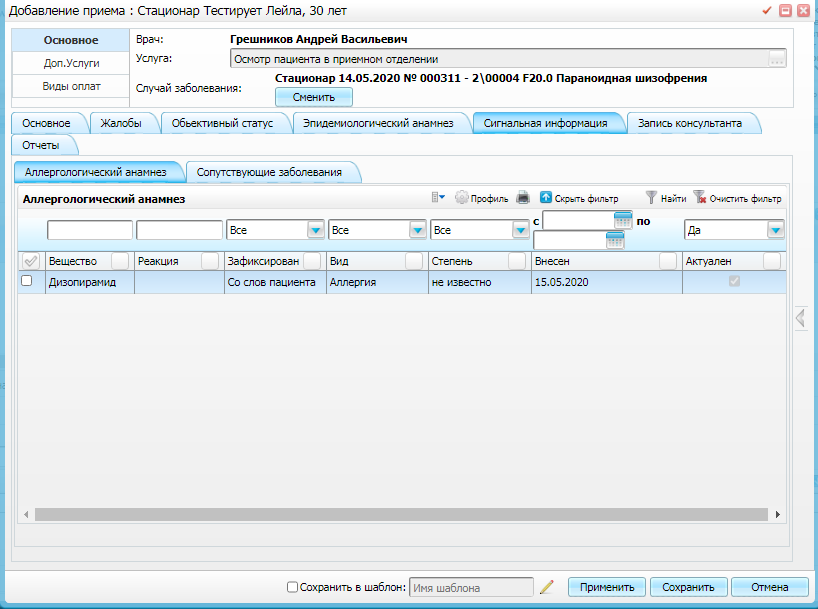 Добавление приема : Стационар Тестирует Лейла, 30 лет
Основное
Доп.Услуги
Виды оплат
Врач: Грешников Андрей Васильевич
Услуга: Осмотр пациента в приемном отделении ...
Случай заболевания: Стационар 14.05.2020 № 000311 - 2\00004 F20.0 Параноидная шизофрения
Сменить
Основное Жалобы Объективный статус Эпидемиологический анамнез Сигнальная информация Запись консультанта
Отчеты
Аллергологический анамнез Сопутствующие заболевания
Аллергологический анамнез Профиль Скрыть фильтр Найти Очистить фильтр
Все Все Все с по Да
Вещество Реакция Зафиксирован Вид Степень Внесен Актуален
Дизопирамид Со слов пациента Аллергия не известно 15.05.2020
Сохранить в шаблон: Имя шаблона Применить Сохранить Отмена